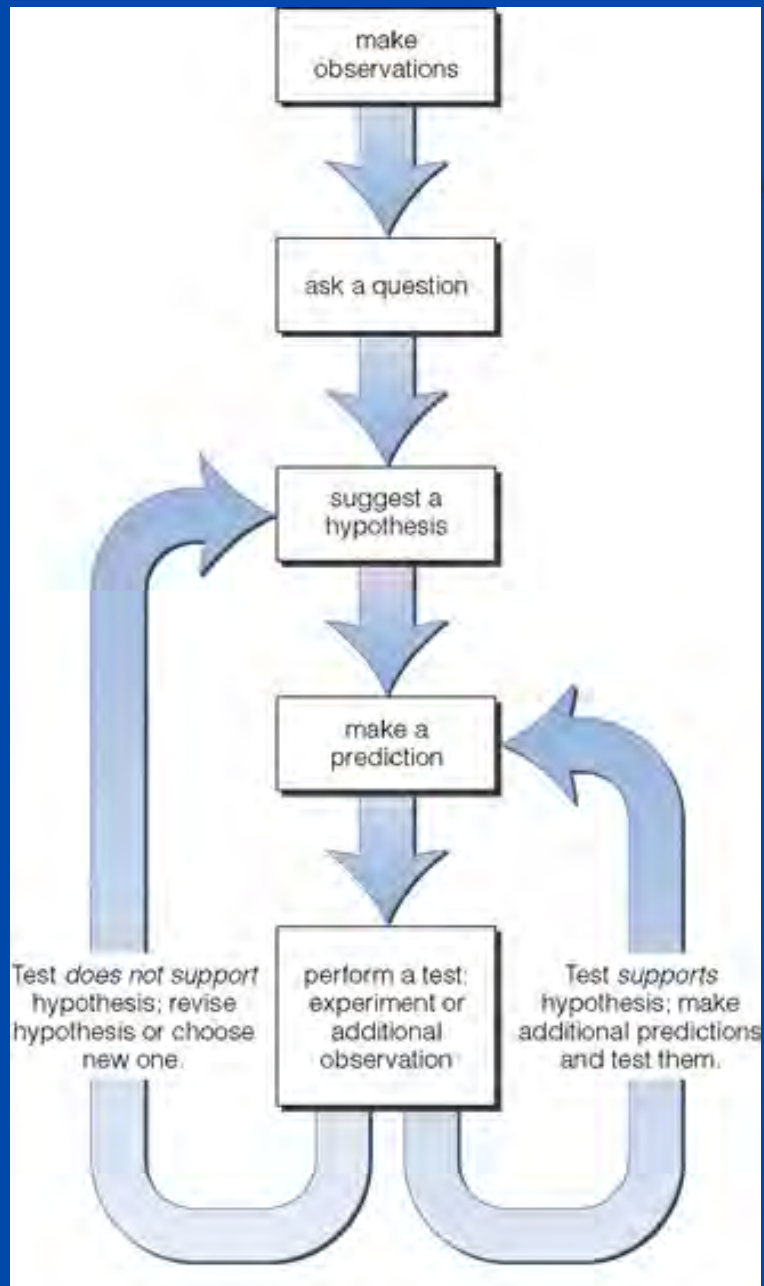 make
observations
ask a question
suggest a
hypothesis
make a
prediction
Test does not support
hypothesis; revise
hypothesis or choose
new one.
perform a test:
experiment or
additional
observation
Test supports
hypothesis; make
additional predictions
and test them.